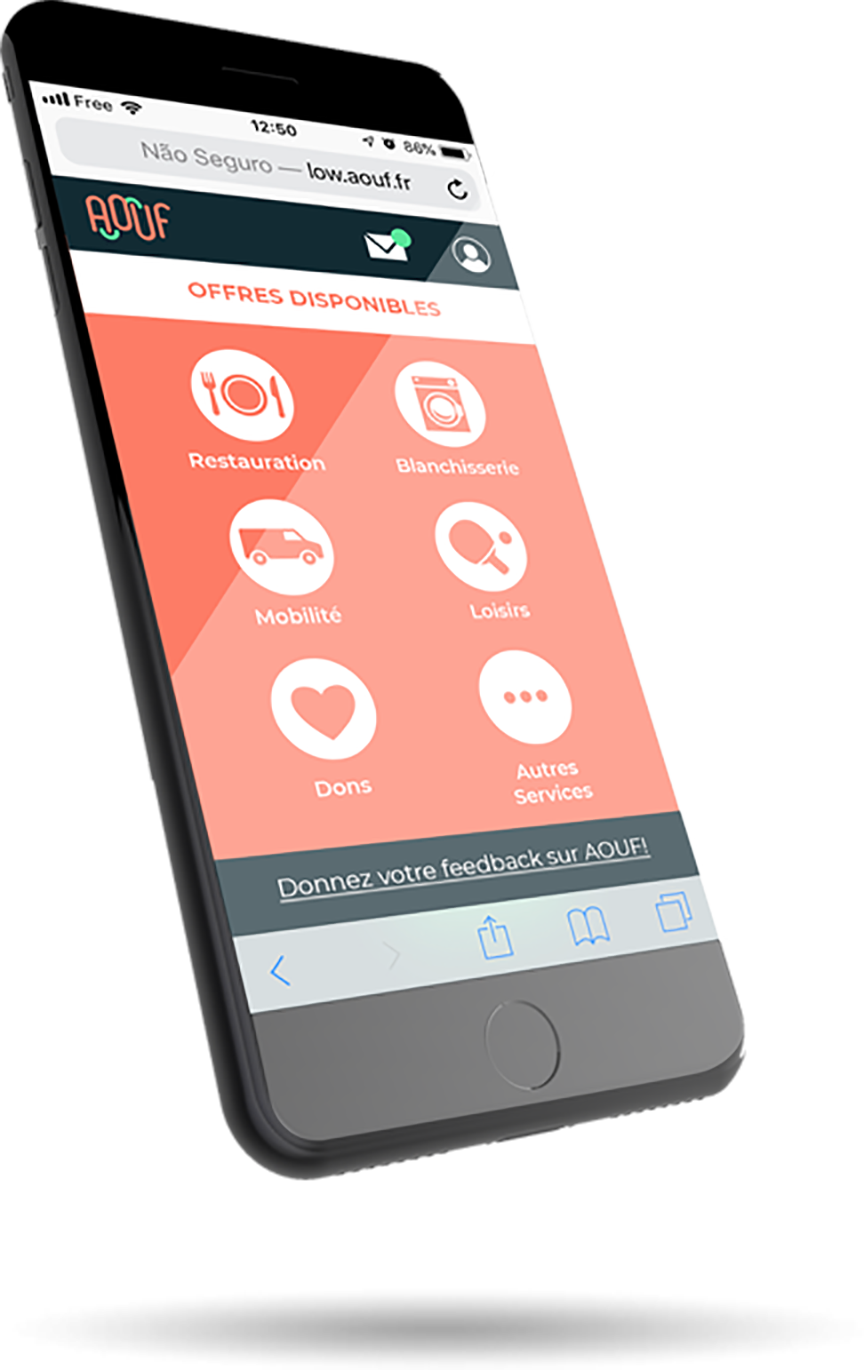 Free
12:50
86%
Não Seguro — low.aouf.fr
AOUF
OFFRES DISPONIBLES
Restauration
Blanchisserie
Mobilité
Loisirs
Dons
Autres
Services
Donnez votre feedback sur AOUF!